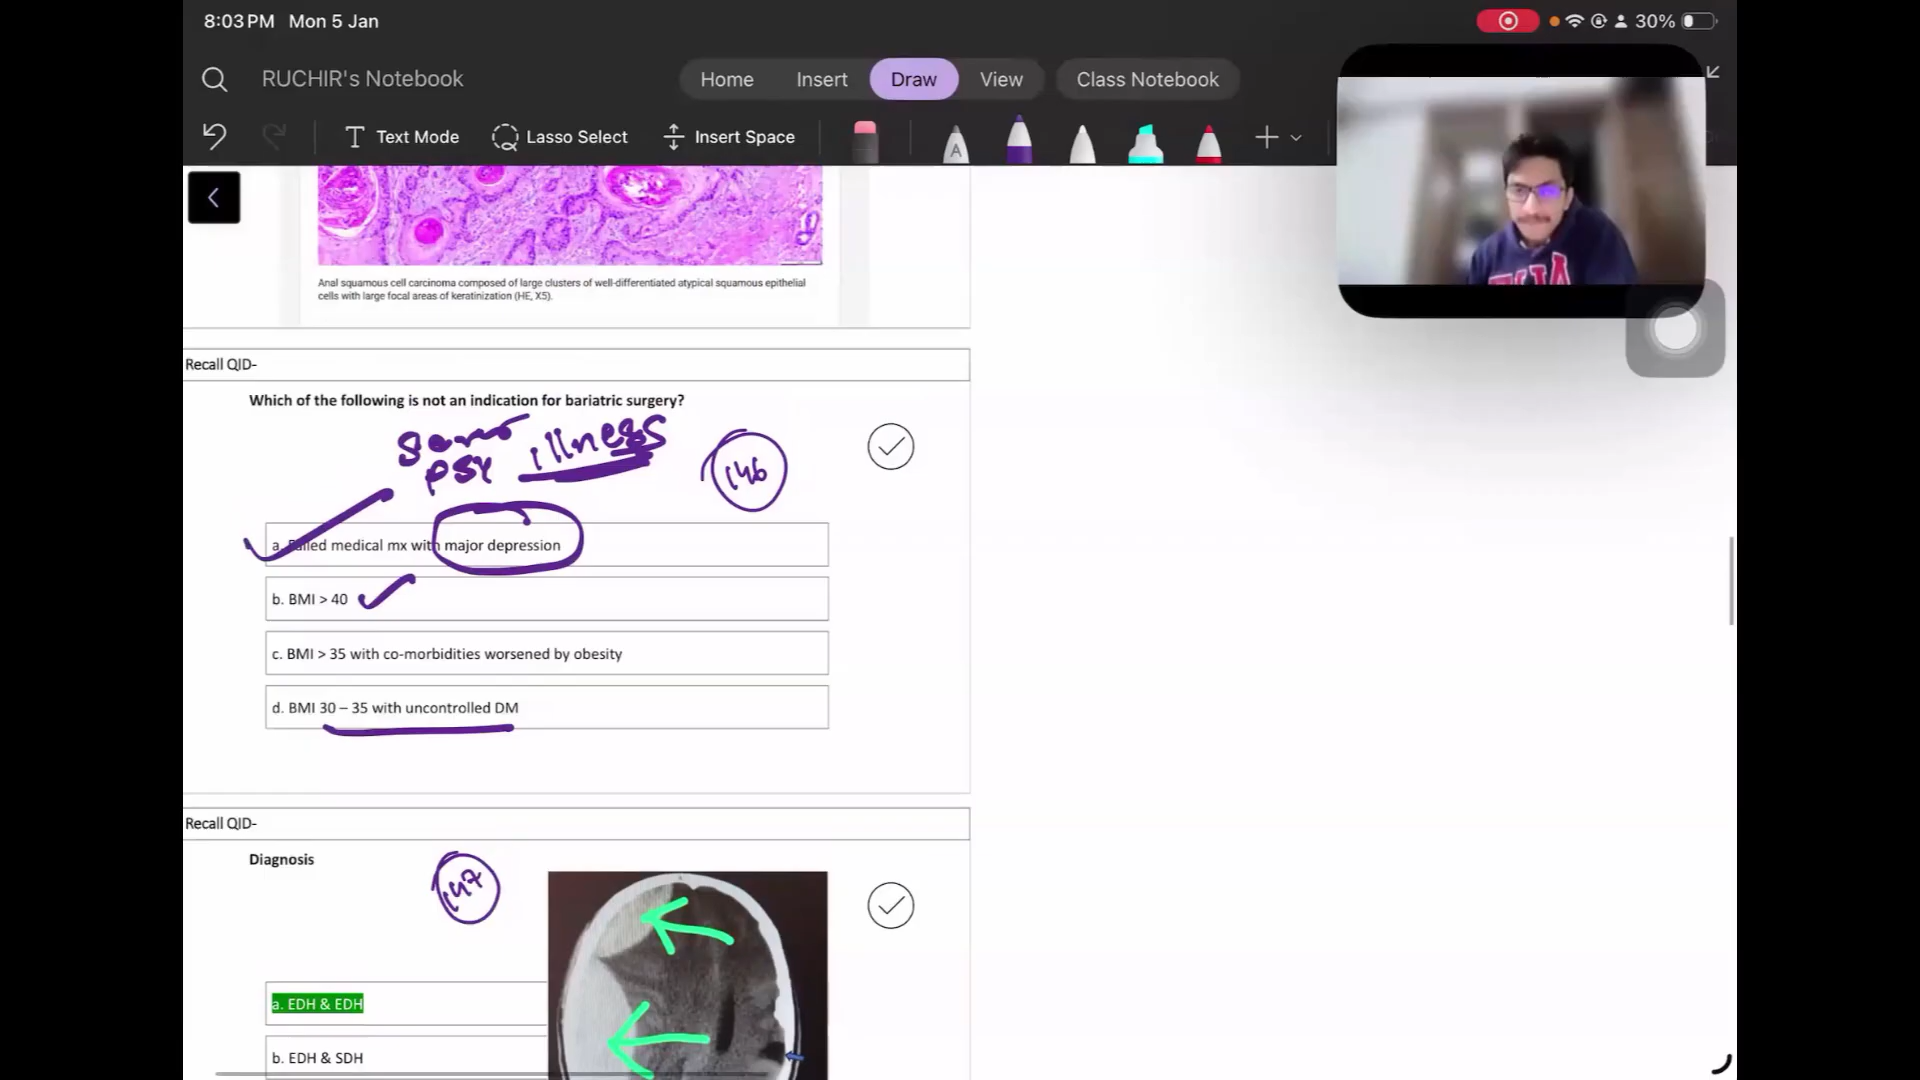 8:03 PM Mon 5 Jan
30%
RUCHIR's Notebook
Home Insert Draw View Class Notebook
Text Mode Lasso Select Insert Space
Anal squamous cell carcinoma composed of large clusters of well-differentiated atypical squamous epithelial
cells with large focal areas of keratinization (HE, X5).
Recall QJD-
Which of the following is not an indication for bariatric surgery?
psy illness
146
a. Failed medical mx with major depression
b. BMI > 40
c. BMI > 35 with co-morbidities worsened by obesity
d. BMI 30 – 35 with uncontrolled DM
Recall QJD-
Diagnosis
147
a. EDH & EDH
b. EDH & SDH